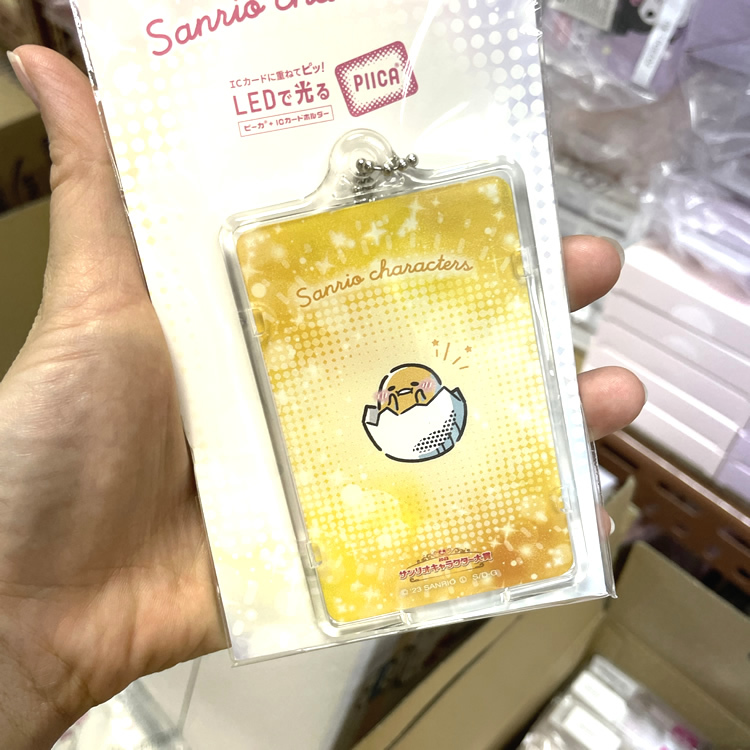 Sanrio
ICカードに重ねてピッ!
LEDで光る
PIICA
ピーカ+ICカードホルダー
Sanrio characters
サンリオキャラクター大賞
© '23 SANRIO